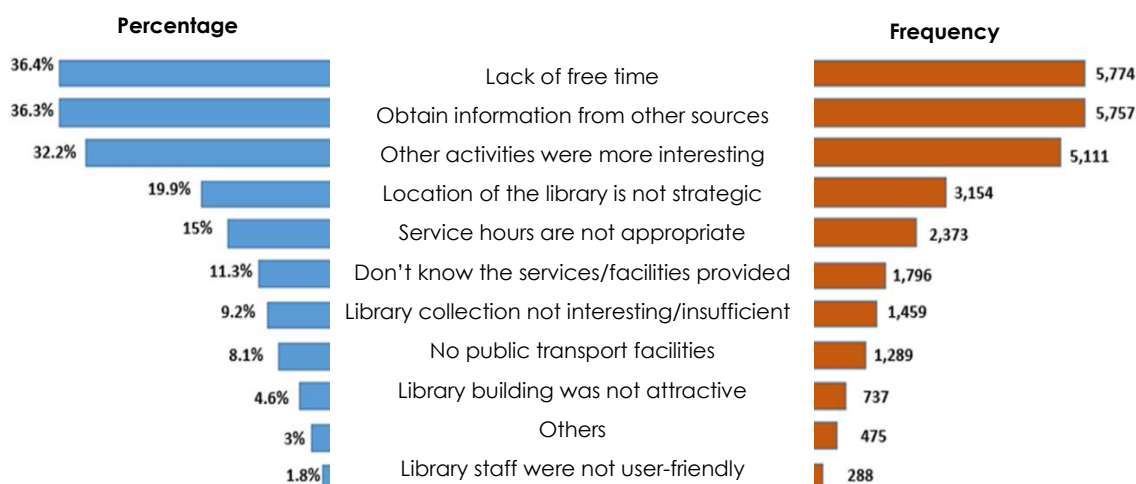 Percentage
Frequency
36.4% Lack of free time 5,774
36.3% Obtain information from other sources 5,757
32.2% Other activities were more interesting 5,111
19.9% Location of the library is not strategic 3,154
15% Service hours are not appropriate 2,373
11.3% Don't know the services/facilities provided 1,796
9.2% Library collection not interesting/insufficient 1,459
8.1% No public transport facilities 1,289
4.6% Library building was not attractive 737
3% Others 475
1.8% Library staff were not user-friendly 288